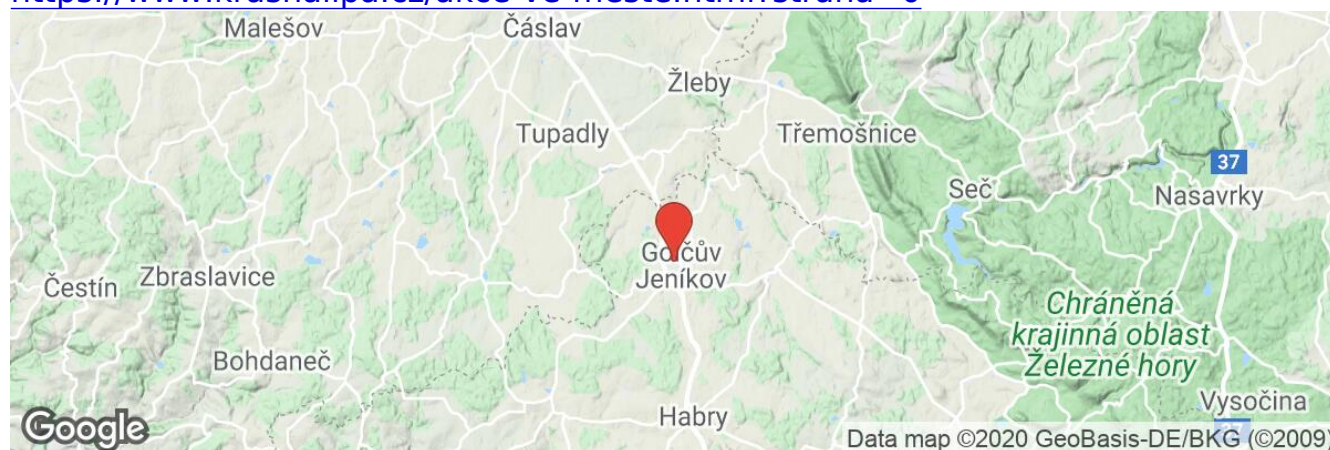 Malešov
Čáslav
Žleby
Tupadly
Třemošnice
37
Seč
Nasavrky
Golčův
Jeníkov
Čestín
Zbraslavice
Chráněná
krajinná oblast
Železné hory
Bohdaneč
Vysočina
Habry
Google
Data map ©2020 GeoBasis-DE/BKG (©2009)
37